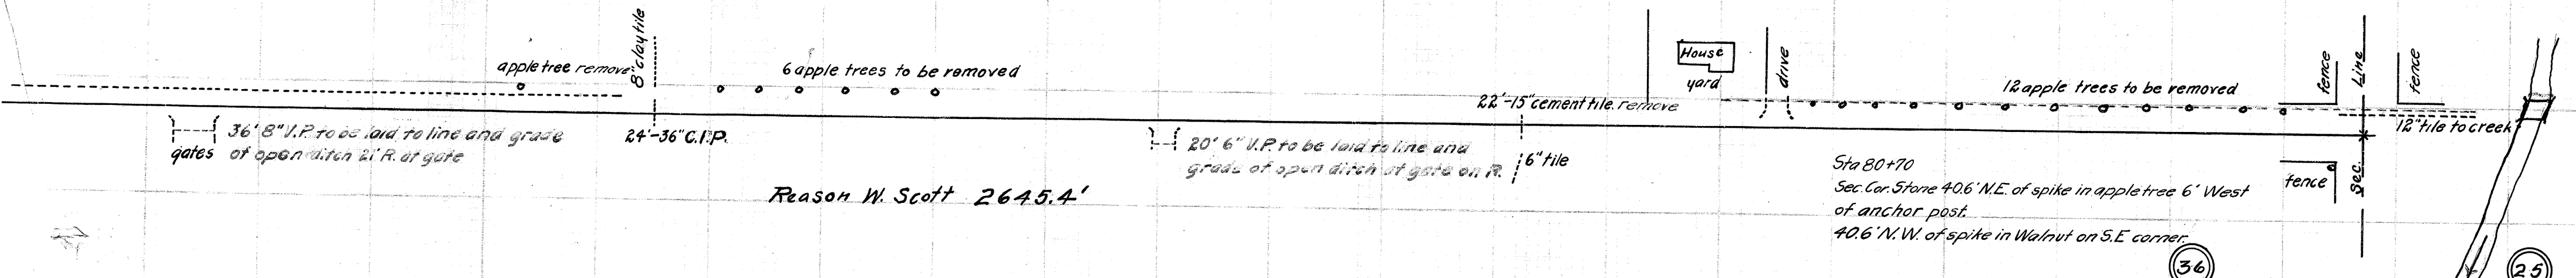 apple tree remove
8" clay tile
6 apple trees to be removed
House
yard
drive
12 apple trees to be removed
fence
Line
fence
22'-15" cement tile remove
12" tile to creek
gates
36' 8" V.P. to be laid to line and grade
of open ditch 21' R. at gate
24'-36" C.I.P.
20' 6" V.P. to be laid to line and
grade of open ditch at gate on R.
6" tile
Reason W. Scott 2645.4'
Sta 80+70
Sec. Cor. Stone 40.6' N.E. of spike in apple tree 6' West
of anchor post.
40.6' N.W. of spike in Walnut on S.E corner.
fence
Sec.
36
25